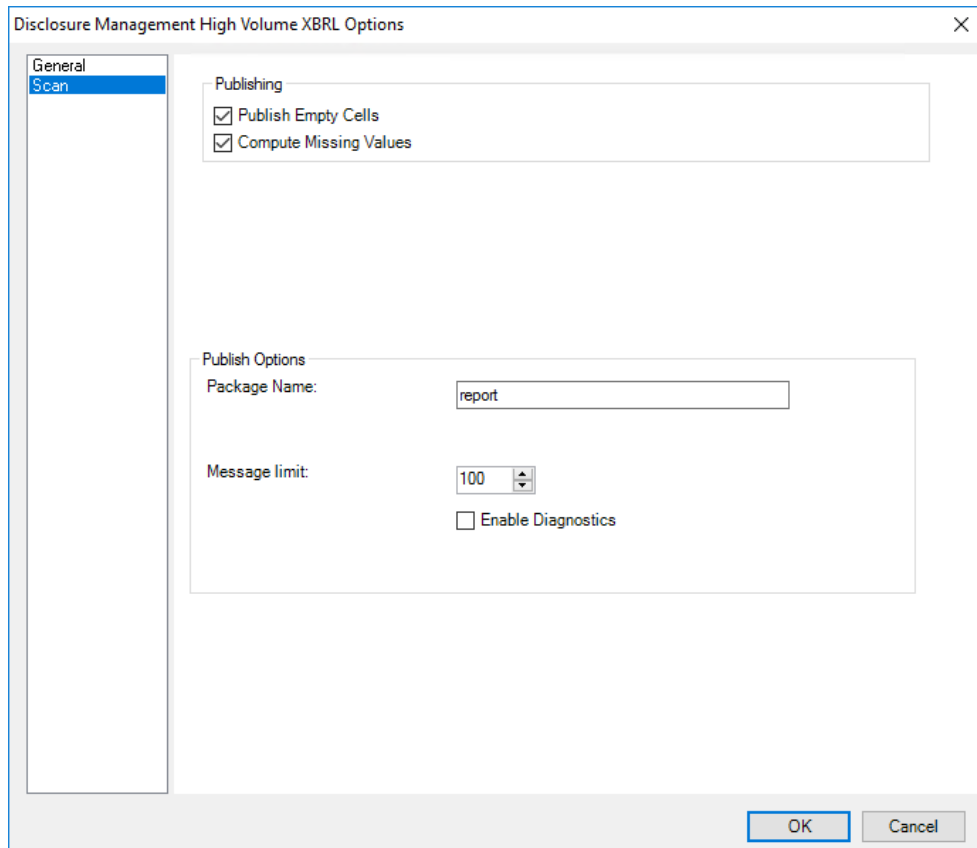 Disclosure Management High Volume XBRL Options
General
Scan
Publishing
Publish Empty Cells
Compute Missing Values
Publish Options
Package Name:
report
Message limit:
100
Enable Diagnostics
OK
Cancel